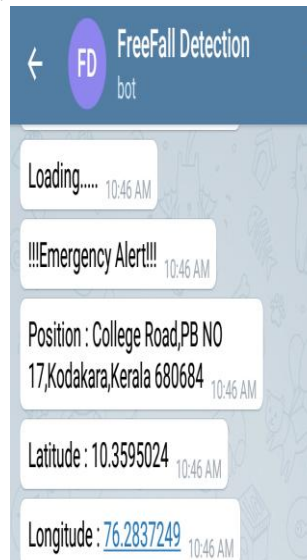 FD
FreeFall Detection
bot
Loading..... 10:46 AM
!!!Emergency Alert!!! 10:46 AM
Position : College Road,PB NO
17,Kodakara,Kerala 680684 10:46 AM
Latitude : 10.3595024 10:46 AM
Longitude : 76.2837249 10:46 AM